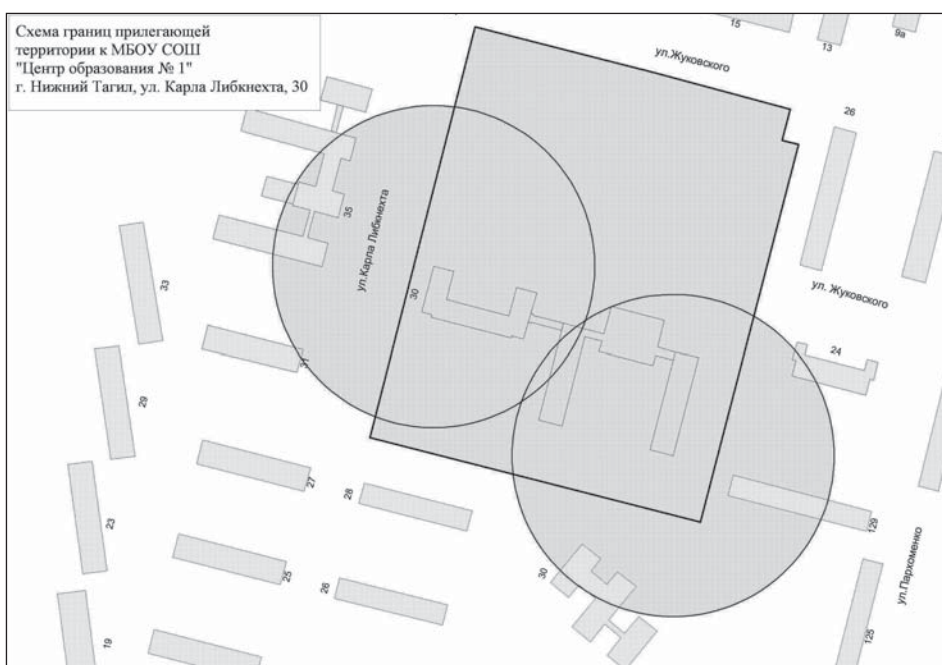 Схема границ прилегающей
территории к МБОУ СОШ
"Центр образования № 1"
г. Нижний Тагил, ул. Карла Либкнехта, 30
15
13
9а
ул.Жуковского
26
35
ул.Карла Либкнехта
30
33
ул. Жуковского
24
31
29
27
28
23
129
25
30
26
ул.Пархоменко
19
125